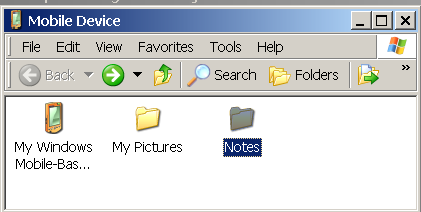 Mobile Device
File Edit View Favorites Tools Help
Back Search Folders »
My Windows Mobile-Bas...
My Pictures
Notes